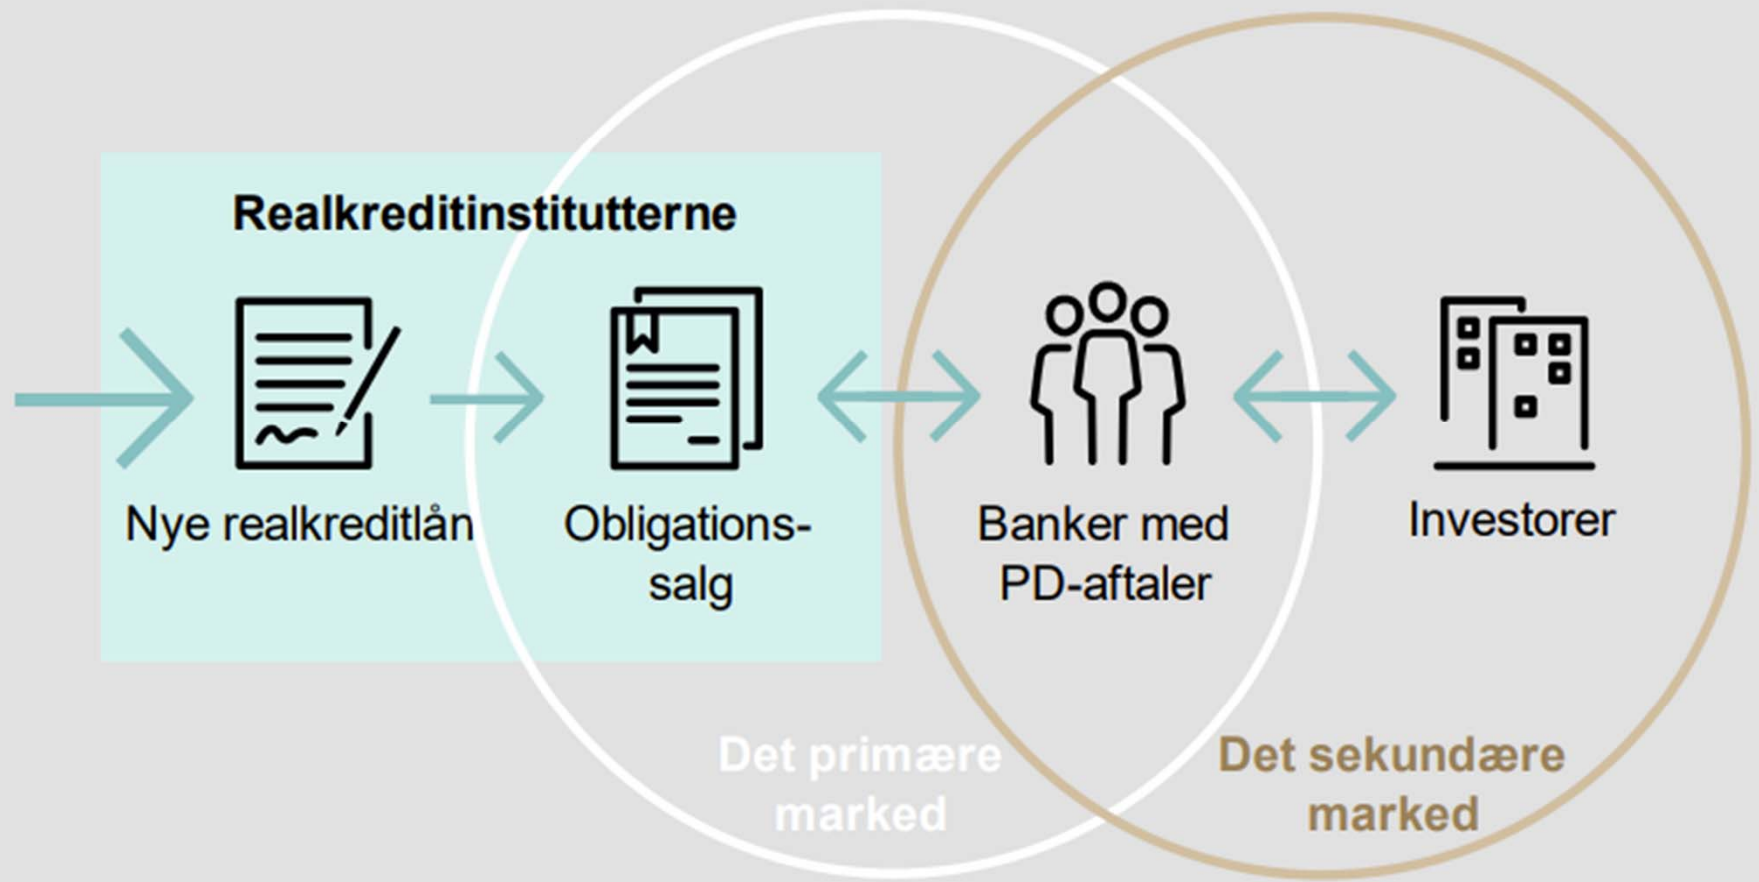 Realkreditinstitutterne
Nye realkreditlån
Obligations-
salg
Banker med
PD-aftaler
Investorer
Det primære
marked
Det sekundære
marked